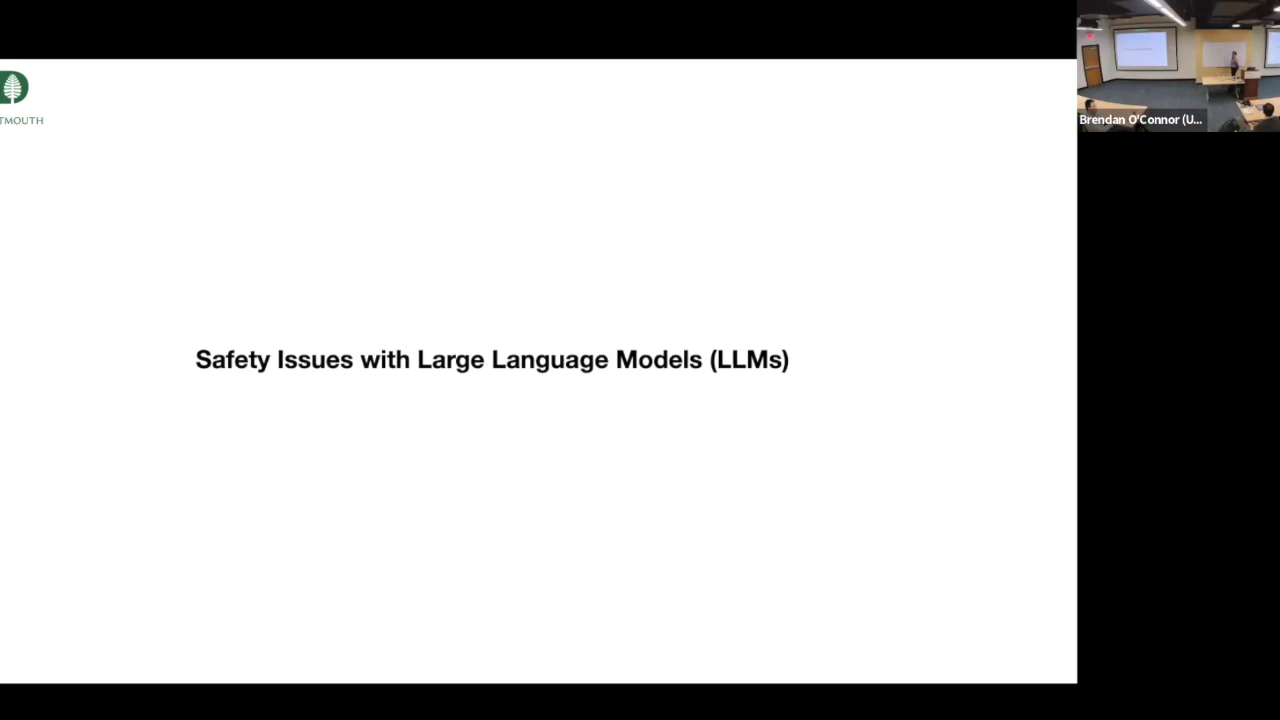 TMOUTH
Safety Issues with Large Language Models (LLMs)
Brendan O'Connor (U...